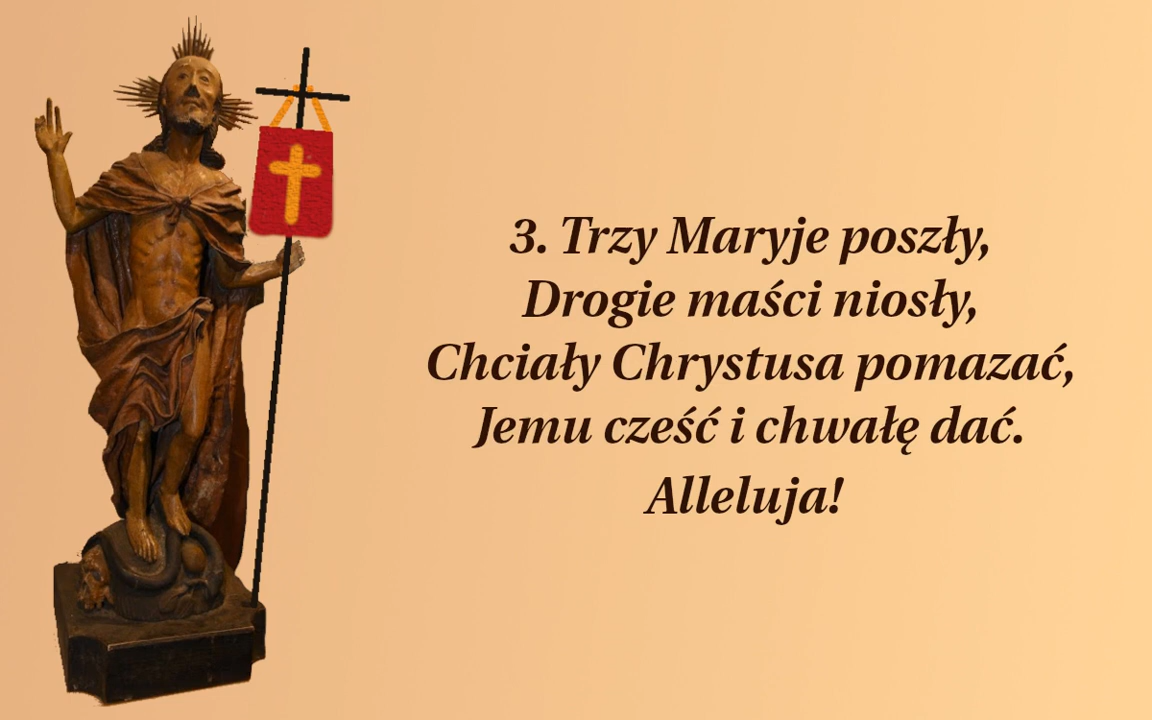 3. Trzy Maryje poszły,
Drogie maści niosły,
Chciały Chrystusa pomazać,
Jemu cześć i chwałę dać.
Alleluja!